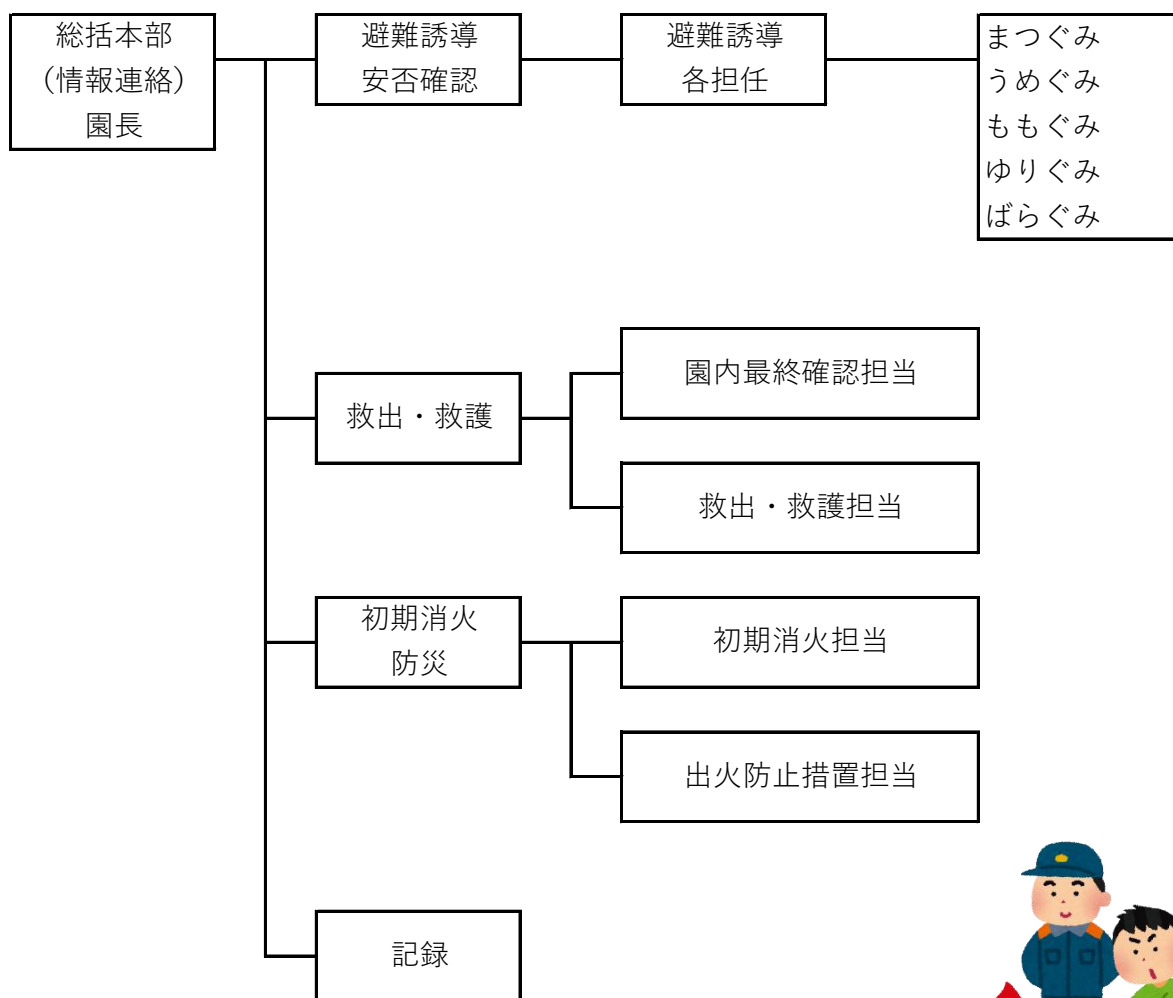 総括本部
（情報連絡）
園長
避難誘導
安否確認
避難誘導
各担任
まつぐみ
うめぐみ
ももぐみ
ゆりぐみ
ばらぐみ
救出・救護
園内最終確認担当
救出・救護担当
初期消火
防災
初期消火担当
出火防止措置担当
記録